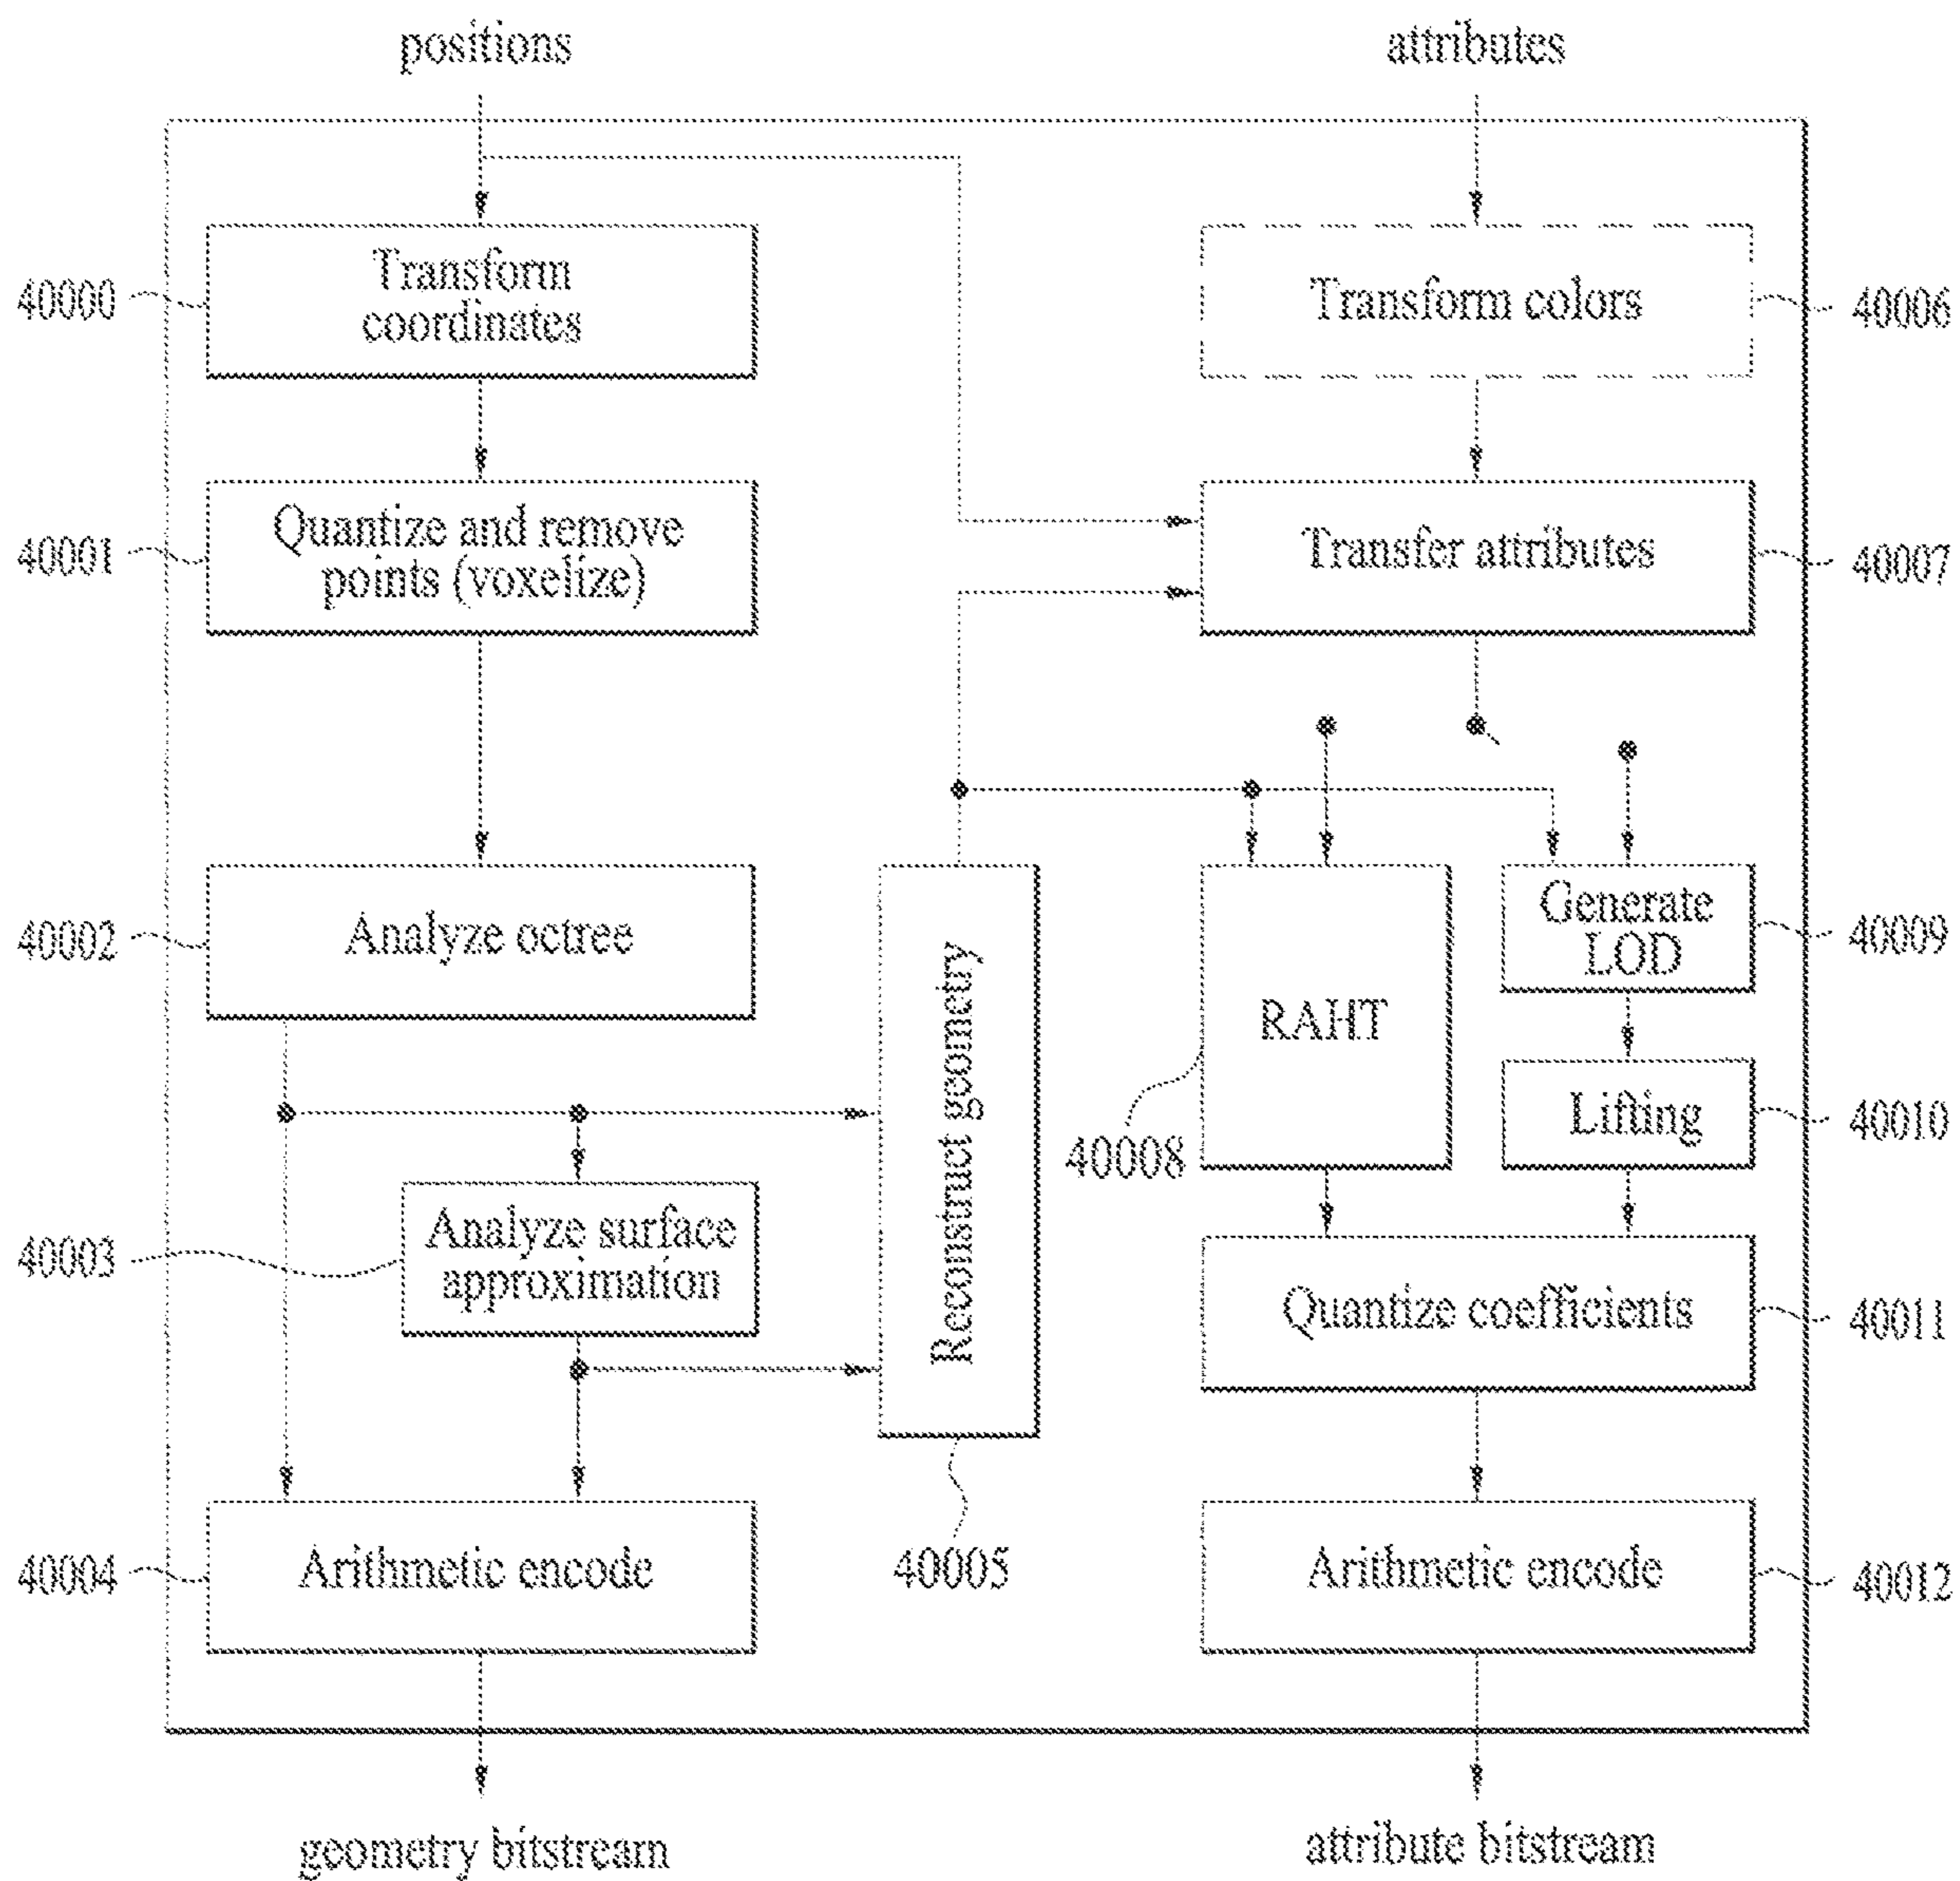 positions
attributes
Transform
coordinates
40000
Transform colors
40006
Quantize and remove
points (voxelize)
40001
Transfer attributes
40007
Analyze octree
40002
Reconstruct geometry
40005
RAHT
40008
Generate
LOD
40009
Lifting
40010
Analyze surface
approximation
40003
Quantize coefficients
40011
Arithmetic encode
40004
Arithmetic encode
40012
geometry bitstream
attribute bitstream